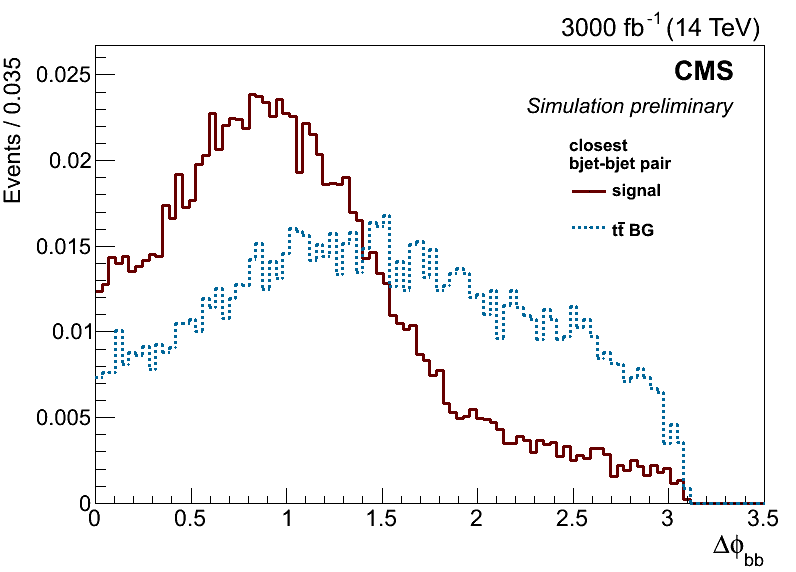 3000 fb⁻¹ (14 TeV)
Events / 0.035
CMS
Simulation preliminary
closest
bjet-bjet pair
signal
tt̄ BG
0.025
0.02
0.015
0.01
0.005
0
0 0.5 1 1.5 2 2.5 3 3.5
Δϕbb